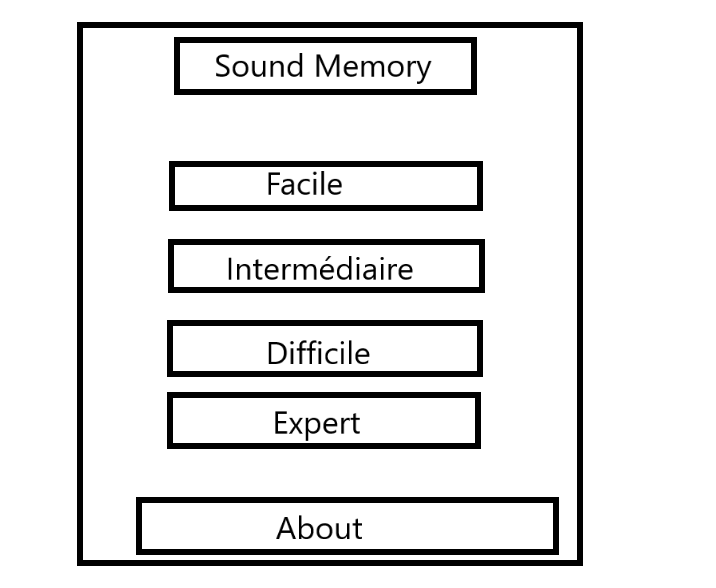 Sound Memory
Facile
Intermédiaire
Difficile
Expert
About